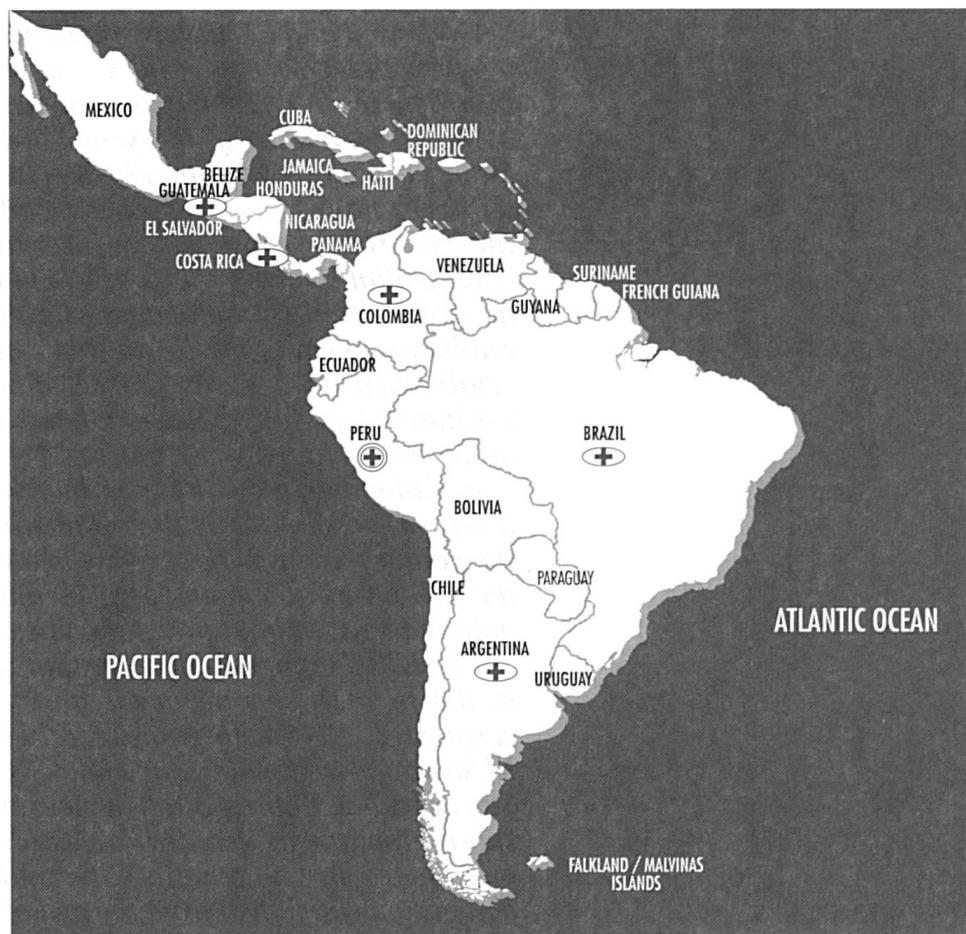 MEXICO
CUBA
DOMINICAN
REPUBLIC
JAMAICA
HAITI
BELIZE
GUATEMALA
HONDURAS
EL SALVADOR
NICARAGUA
COSTA RICA
PANAMA
VENEZUELA
SURINAME
GUYANA
FRENCH GUIANA
COLOMBIA
ECUADOR
PERU
BRAZIL
BOLIVIA
CHILE
PARAGUAY
ATLANTIC OCEAN
ARGENTINA
PACIFIC OCEAN
URUGUAY
FALKLAND / MALVINAS
ISLANDS